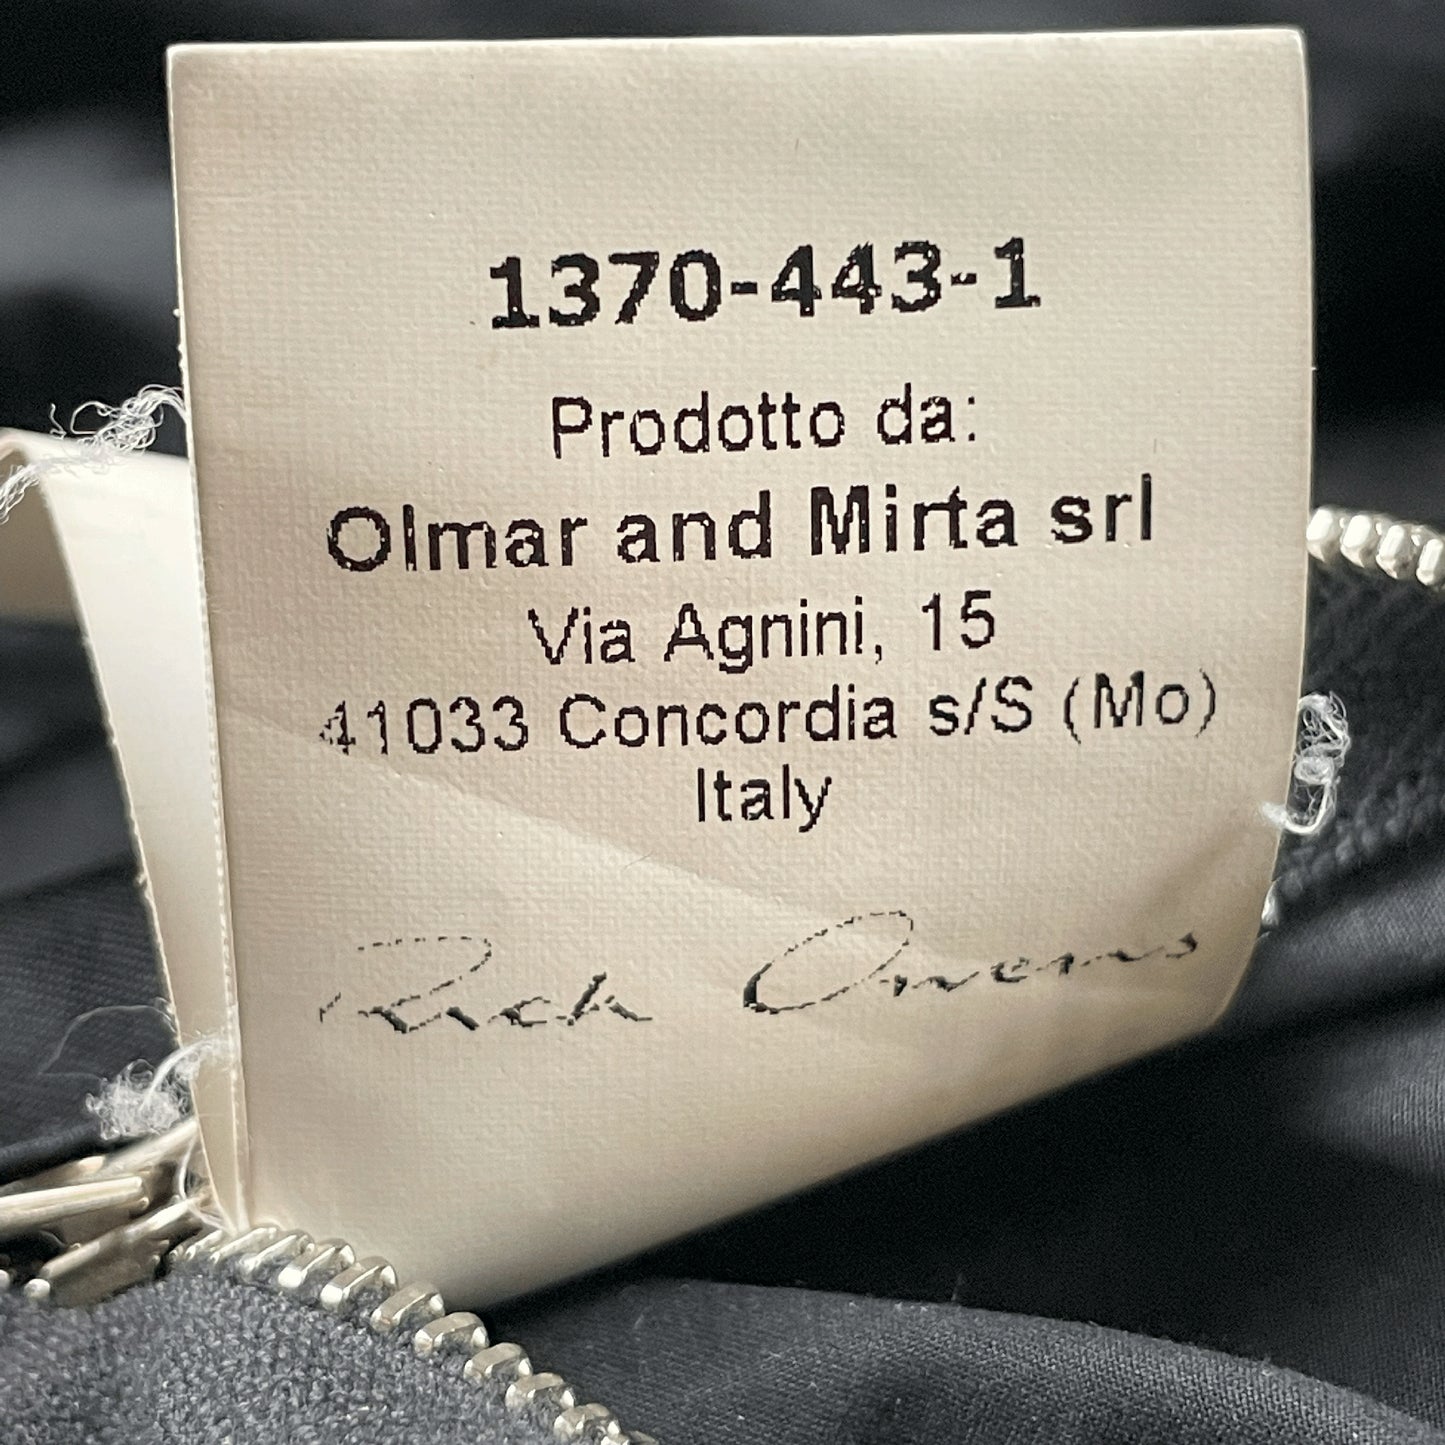 1370-443-1
Prodotto da:
Olmar and Mirta srl
Via Agnini, 15
41033 Concordia s/S (Mo)
Italy
Rick Owens